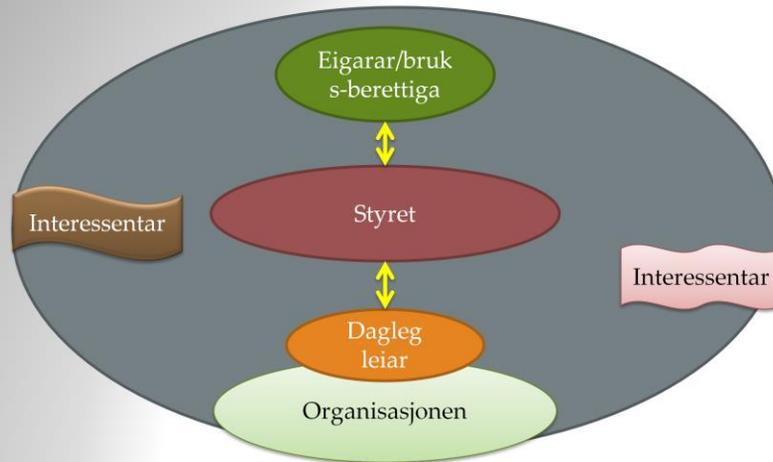 Eigarar/bruk
s-berettiga
Interessentar
Styret
Interessentar
Dagleg
leiar
Organisasjonen